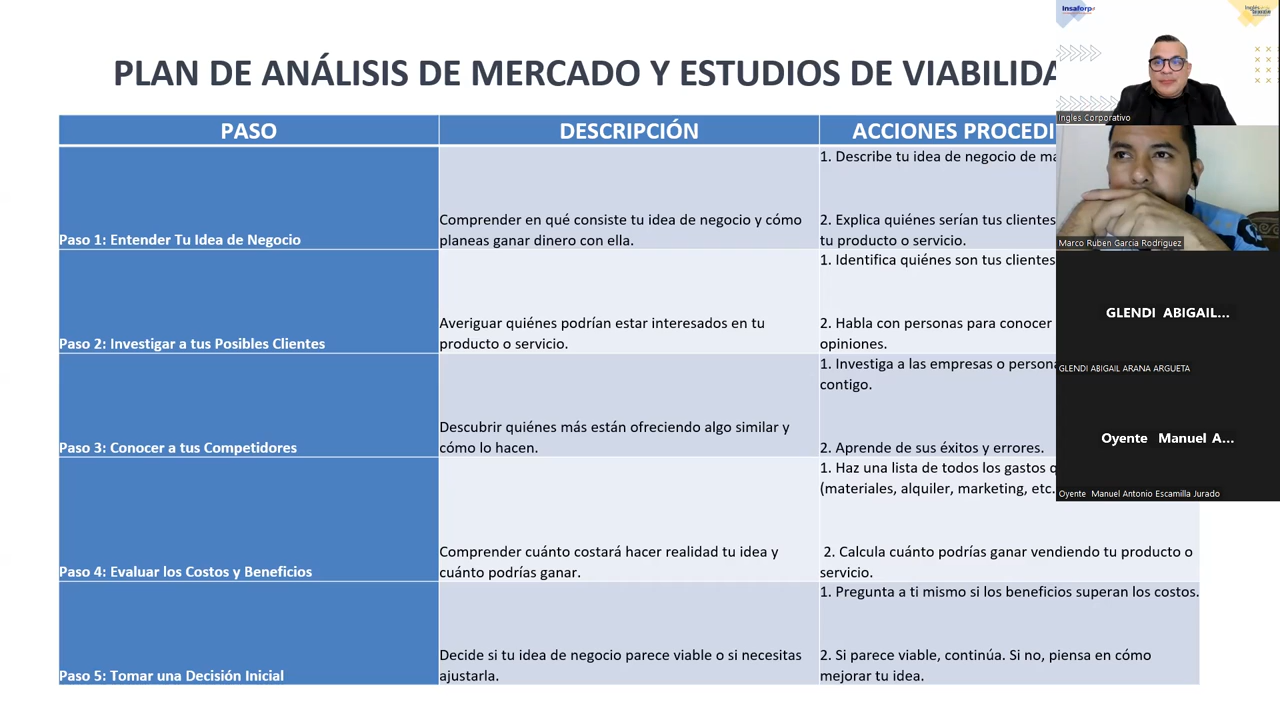 PLAN DE ANÁLISIS DE MERCADO Y ESTUDIOS DE VIABILIDA
PASO
DESCRIPCIÓN
ACCIONES PROCEDI
Paso 1: Entender Tu Idea de Negocio
Comprender en qué consiste tu idea de negocio y cómo
planeas ganar dinero con ella.
1. Describe tu idea de negocio de ma
2. Explica quiénes serían tus clientes
tu producto o servicio.
Paso 2: Investigar a tus Posibles Clientes
Averiguar quiénes podrían estar interesados en tu
producto o servicio.
1. Identifica quiénes son tus clientes
2. Habla con personas para conocer
opiniones.
Paso 3: Conocer a tus Competidores
Descubrir quiénes más están ofreciendo algo similar y
cómo lo hacen.
1. Investiga a las empresas o persona
contigo.
2. Aprende de sus éxitos y errores.
Paso 4: Evaluar los Costos y Beneficios
Comprender cuánto costará hacer realidad tu idea y
cuánto podrías ganar.
1. Haz una lista de todos los gastos q
(materiales, alquiler, marketing, etc.
2. Calcula cuánto podrías ganar vendiendo tu producto o
servicio.
Paso 5: Tomar una Decisión Inicial
Decide si tu idea de negocio parece viable o si necesitas
ajustarla.
1. Pregunta a ti mismo si los beneficios superan los costos.
2. Si parece viable, continúa. Si no, piensa en cómo
mejorar tu idea.
Insaforp
Ingles Corporativo
Marco Ruben Garcia Rodriguez
GLENDI ABIGAIL...
GLENDI ABIGAIL ARANA ARGUETA
Oyente Manuel A...
Oyente Manuel Antonio Escamilla Jurado